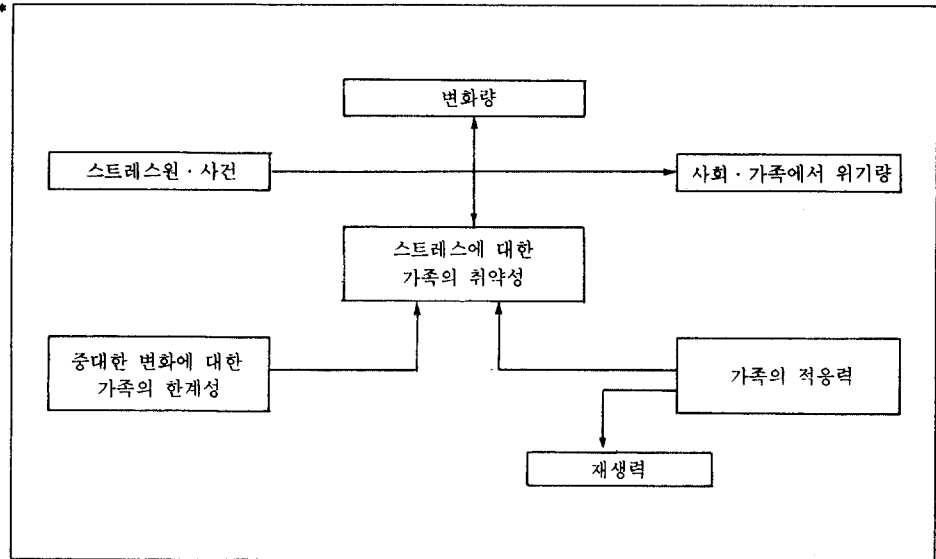 *
변화량
스트레스원·사건
사회·가족에서 위기량
스트레스에 대한
가족의 취약성
중대한 변화에 대한
가족의 한계성
가족의 적응력
재생력